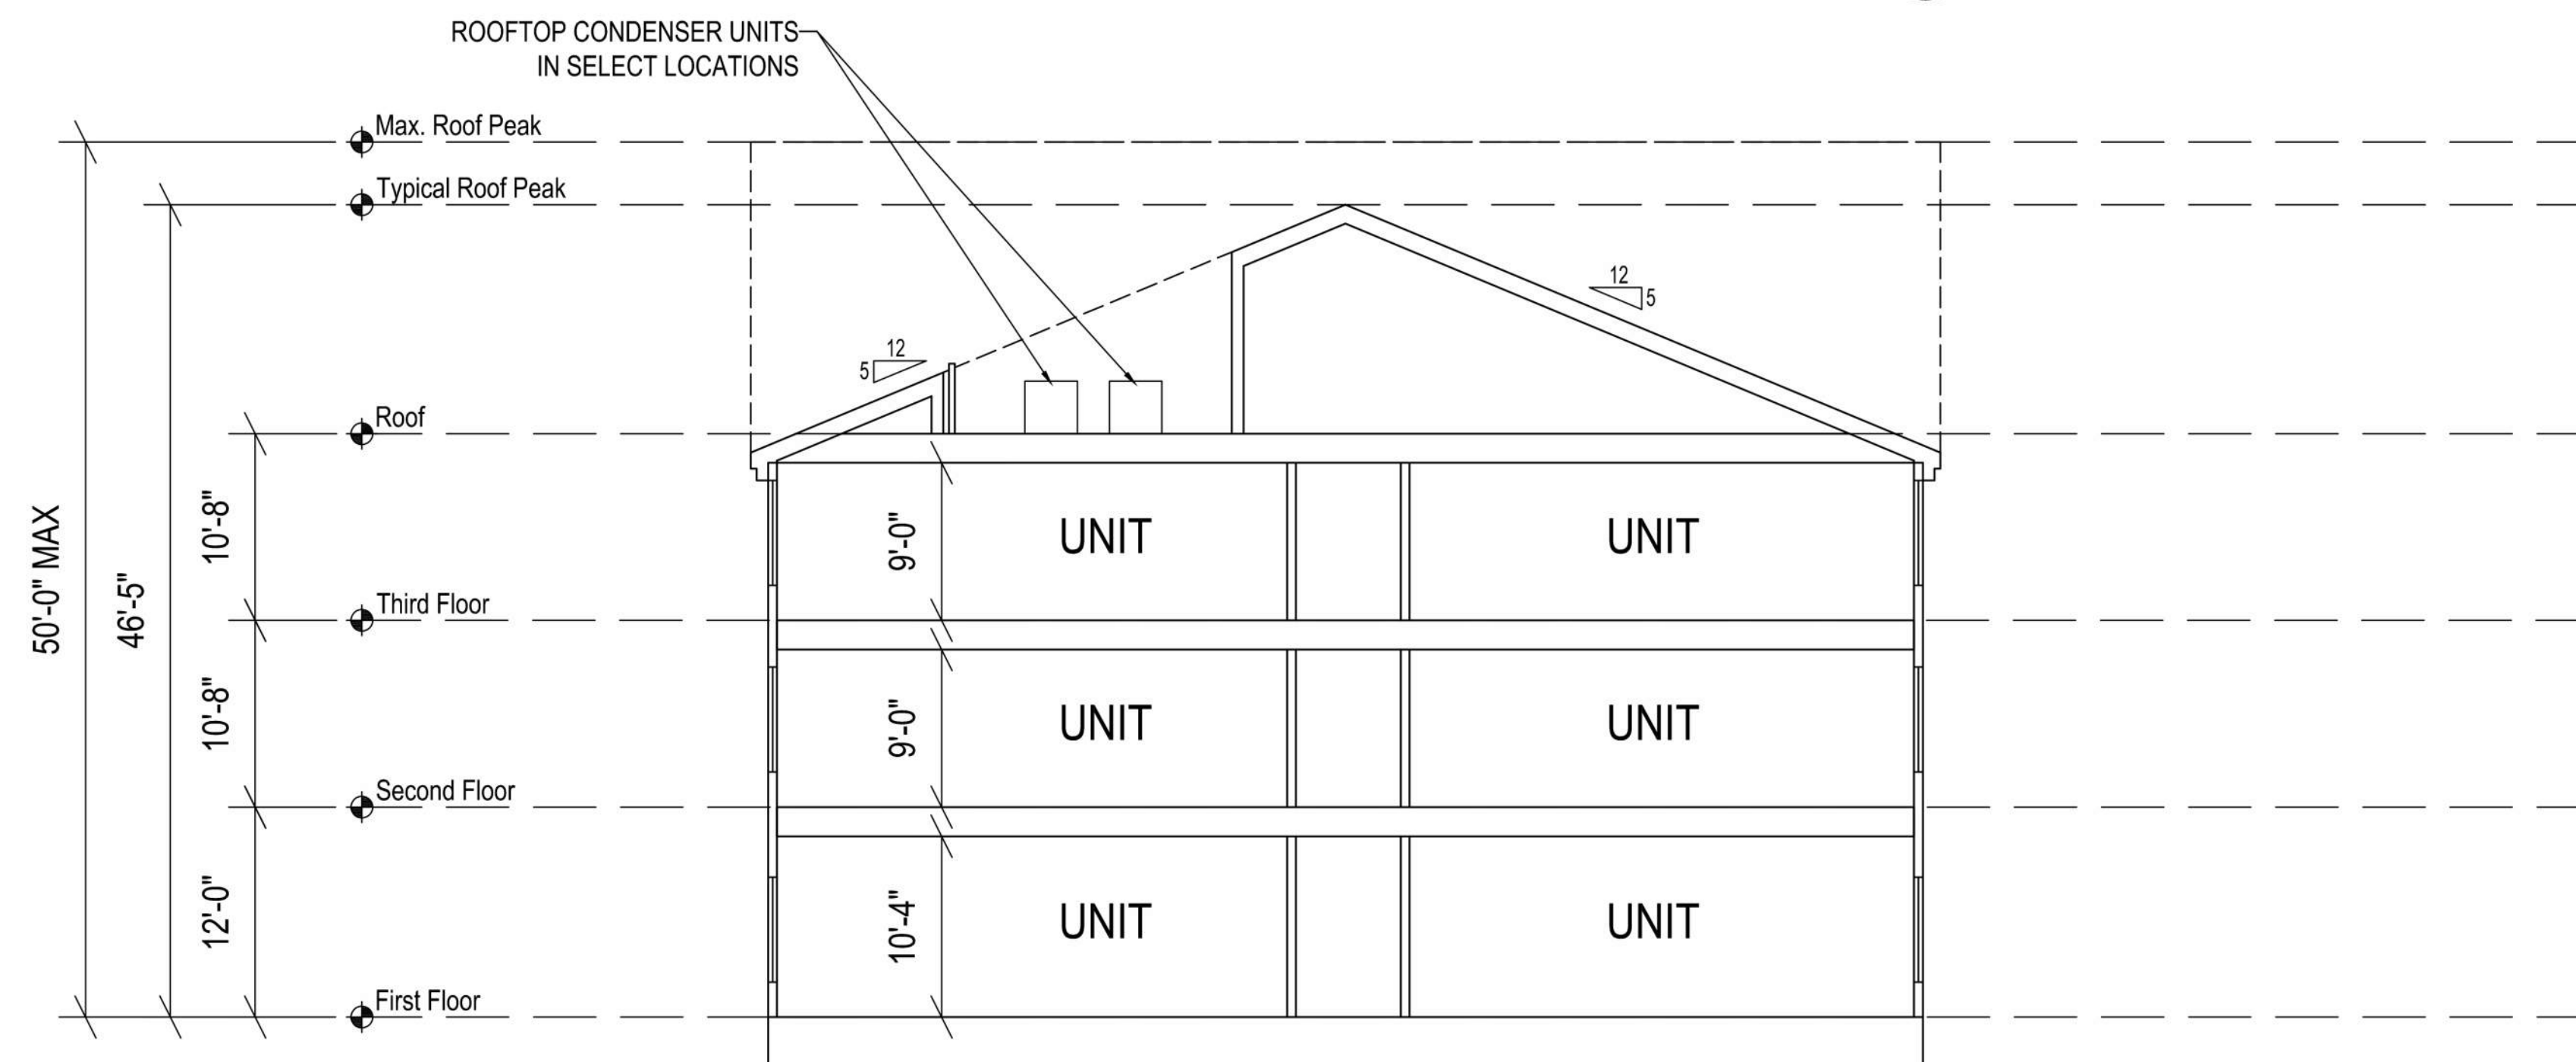 ROOFTOP CONDENSER UNITS
IN SELECT LOCATIONS
Max. Roof Peak
Typical Roof Peak
12
5
12
5
Roof
50'-0" MAX
46'-5"
10'-8"
9'-0"
UNIT
UNIT
Third Floor
10'-8"
9'-0"
UNIT
UNIT
Second Floor
12'-0"
10'-4"
UNIT
UNIT
First Floor